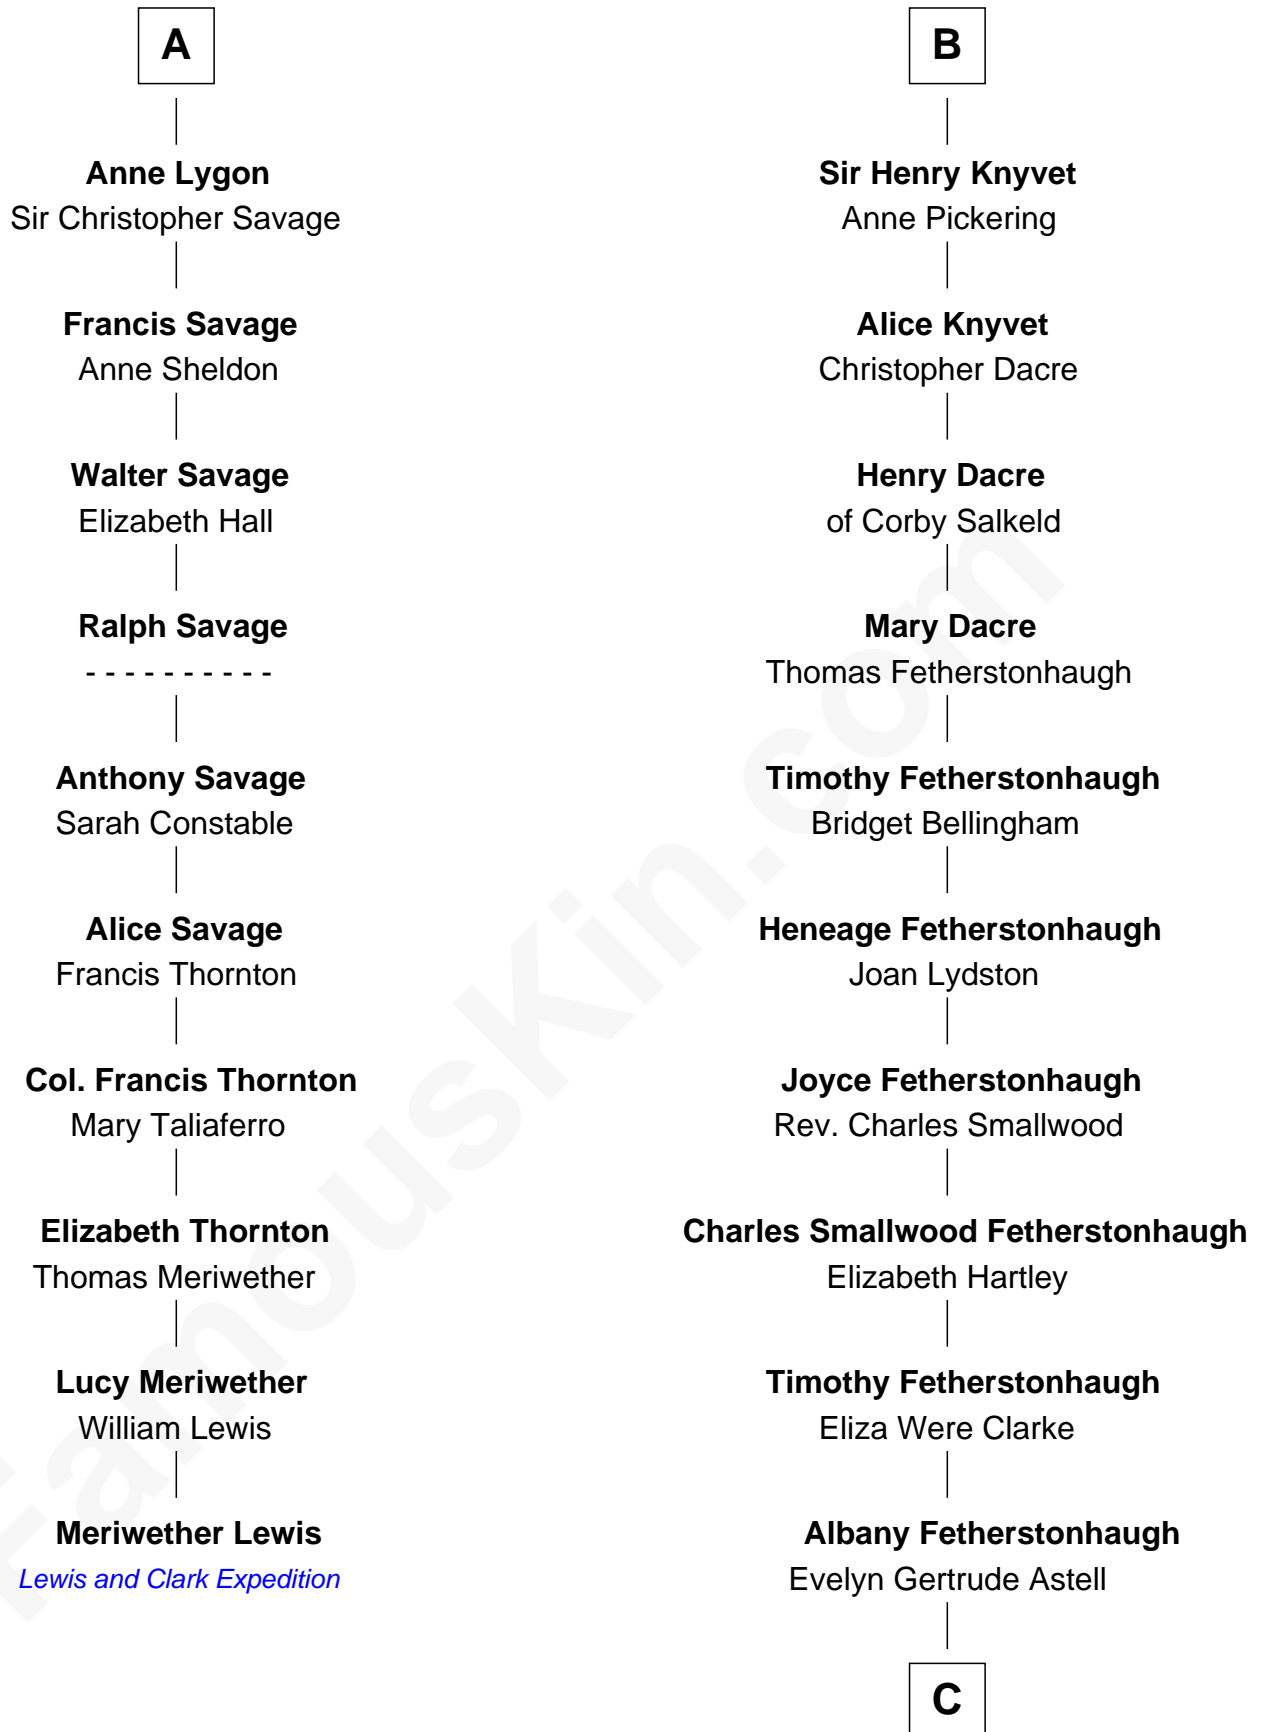 A
Anne Lygon
Sir Christopher Savage
Francis Savage
Anne Sheldon
Walter Savage
Elizabeth Hall
Ralph Savage
- - - - - - - - - -
Anthony Savage
Sarah Constable
Alice Savage
Francis Thornton
Col. Francis Thornton
Mary Taliaferro
Elizabeth Thornton
Thomas Meriwether
Lucy Meriwether
William Lewis
Meriwether Lewis
Lewis and Clark Expedition
B
Sir Henry Knyvet
Anne Pickering
Alice Knyvet
Christopher Dacre
Henry Dacre
of Corby Salkeld
Mary Dacre
Thomas Fetherstonhaugh
Timothy Fetherstonhaugh
Bridget Bellingham
Heneage Fetherstonhaugh
Joan Lydston
Joyce Fetherstonhaugh
Rev. Charles Smallwood
Charles Smallwood Fetherstonhaugh
Elizabeth Hartley
Timothy Fetherstonhaugh
Eliza Were Clarke
Albany Fetherstonhaugh
Evelyn Gertrude Astell
C
FamousKin.com